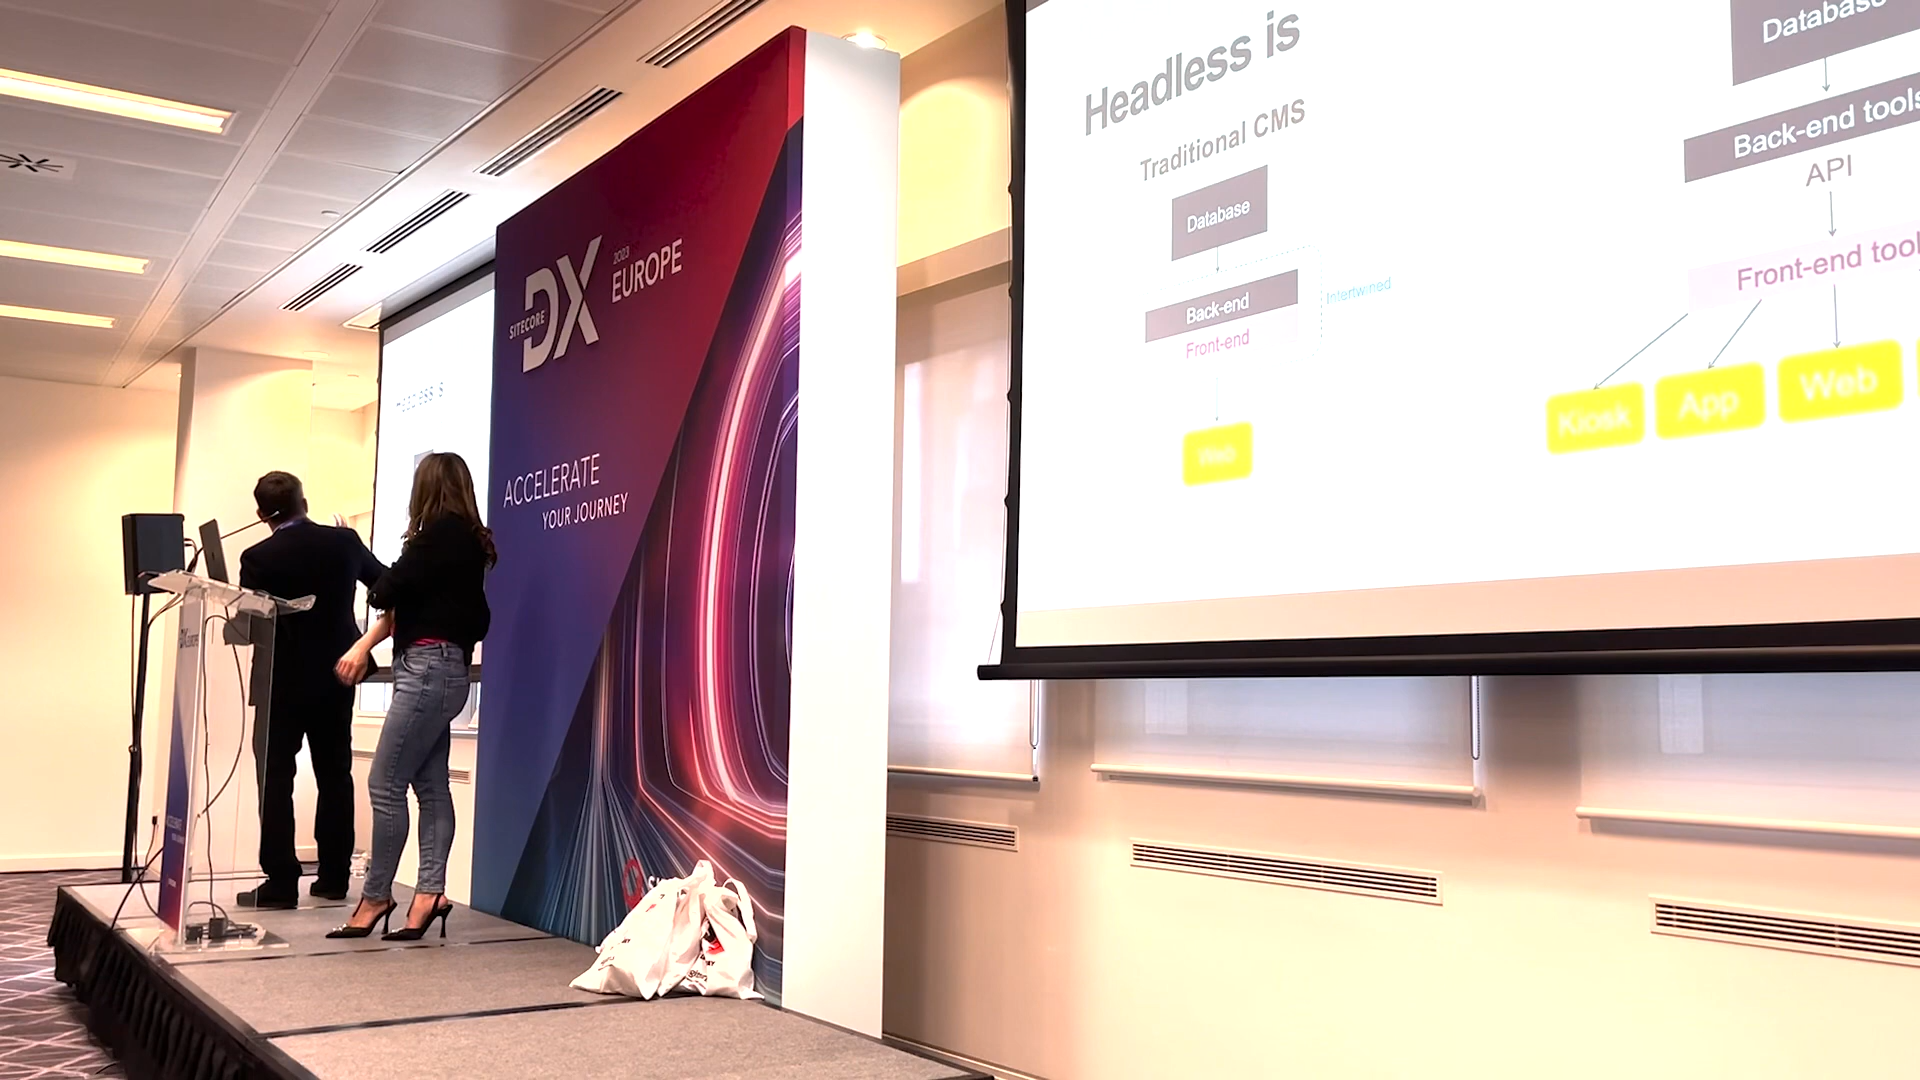 Headless is
Traditional CMS
Database
Back-end
Front-end
Intertwined
Web
Database
Back-end tools
API
Front-end tool
Kiosk
App
Web
2023
SITECORE
DX
EUROPE
ACCELERATE
YOUR JOURNEY